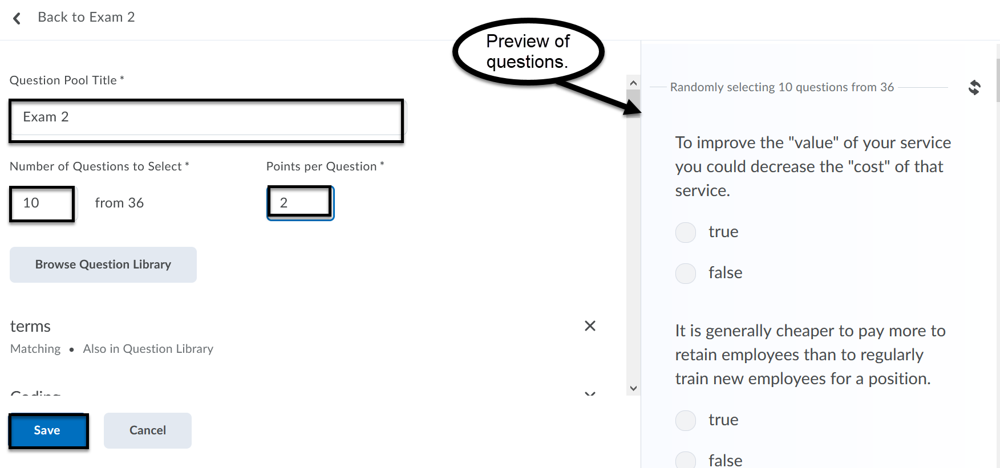 Back to Exam 2
Preview of
questions.
Question Pool Title *
Exam 2
Number of Questions to Select *
Points per Question *
10
from 36
2
Browse Question Library
terms
Matching • Also in Question Library
Coding
Save
Cancel
Randomly selecting 10 questions from 36
To improve the "value" of your service
you could decrease the "cost" of that
service.
true
false
It is generally cheaper to pay more to
retain employees than to regularly
train new employees for a position.
true
false